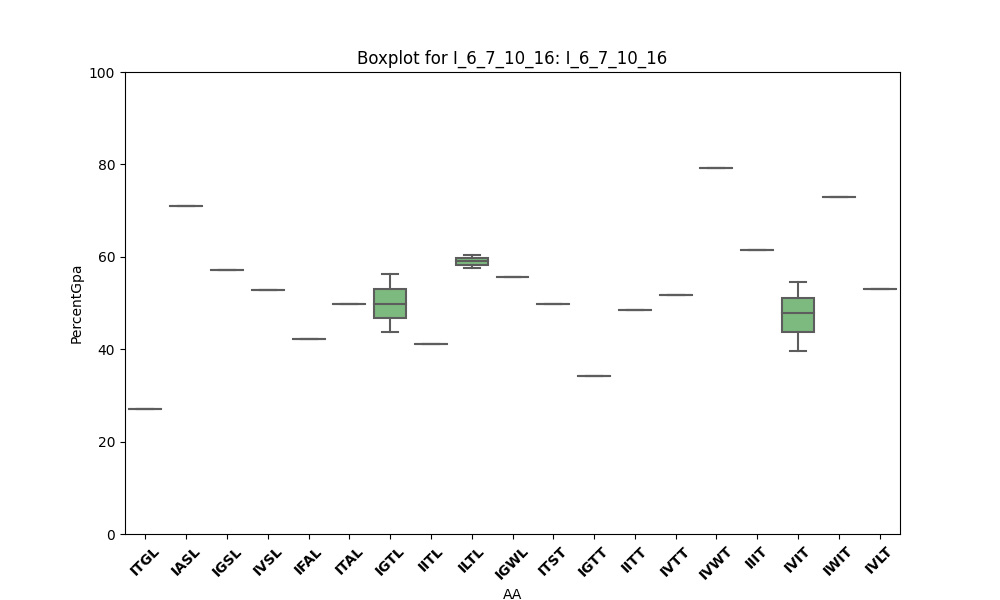 Boxplot for I_6_7_10_16: I_6_7_10_16
100
80
60
40
20
0
PercentGpa
ITGL IASL IGSL IVSL IFAL ITAL IGTL IITL ILTL IGWL ITST IGTT IITT IVTT IVWT IIIT IVIT IWIT IVLT
AA